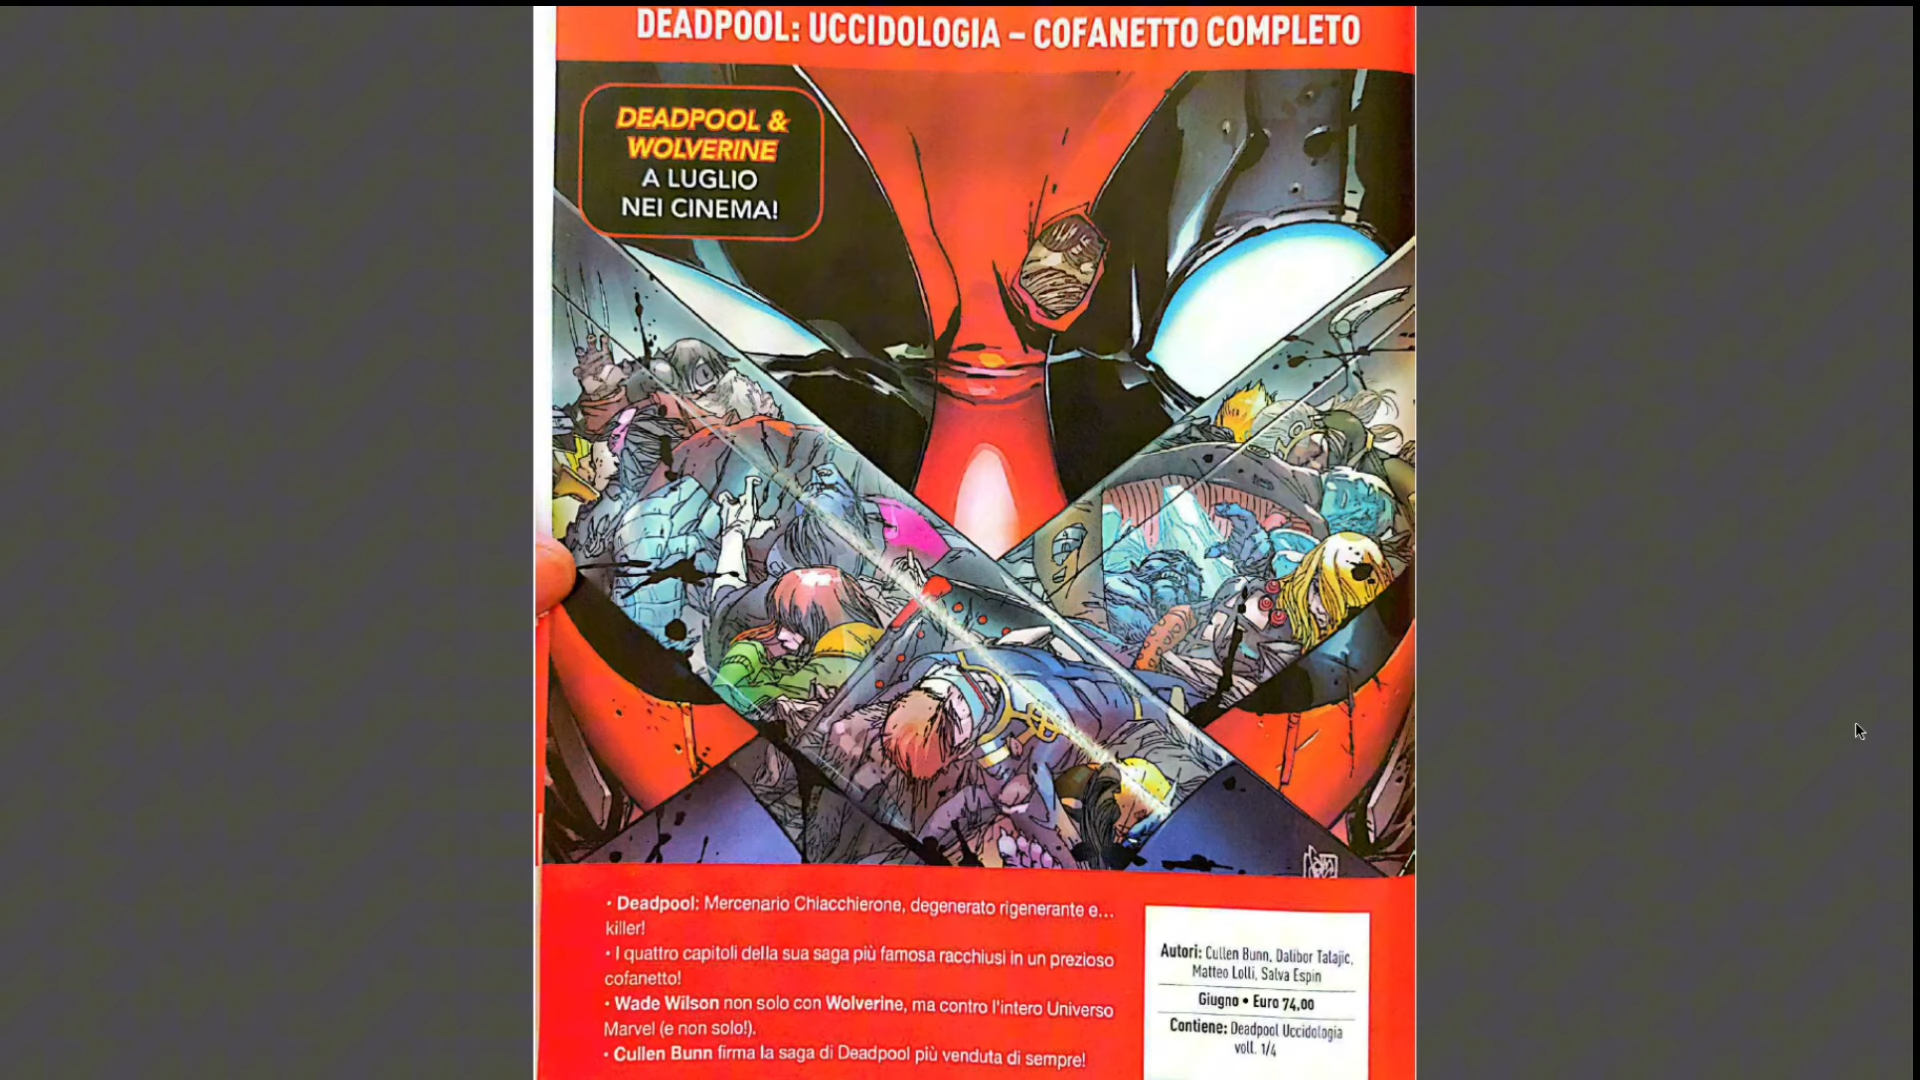 DEADPOOL: UCCIDOLOGIA – COFANETTO COMPLETO
DEADPOOL &
WOLVERINE
A LUGLIO
NEI CINEMA!
• Deadpool: Mercenario Chiacchierone, degenerato rigenerante e...
killer!
• I quattro capitoli della sua saga più famosa racchiusi in un prezioso
cofanetto!
• Wade Wilson non solo con Wolverine, ma contro l'intero Universo
Marvel (e non solo!).
• Cullen Bunn firma la saga di Deadpool più venduta di sempre!
Autori: Cullen Bunn, Dalibor Talajic,
Matteo Lolli, Salva Espin
Giugno • Euro 74,00
Contiene: Deadpool Uccidologia
voll. 1/4